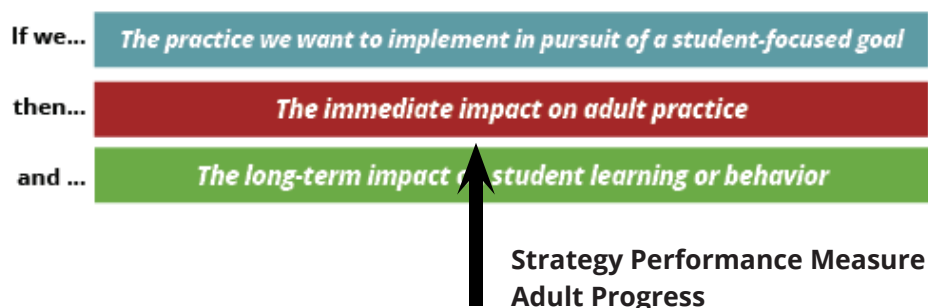 If we... The practice we want to implement in pursuit of a student-focused goal
then... The immediate impact on adult practice
and ... The long-term impact student learning or behavior
Strategy Performance Measure
Adult Progress